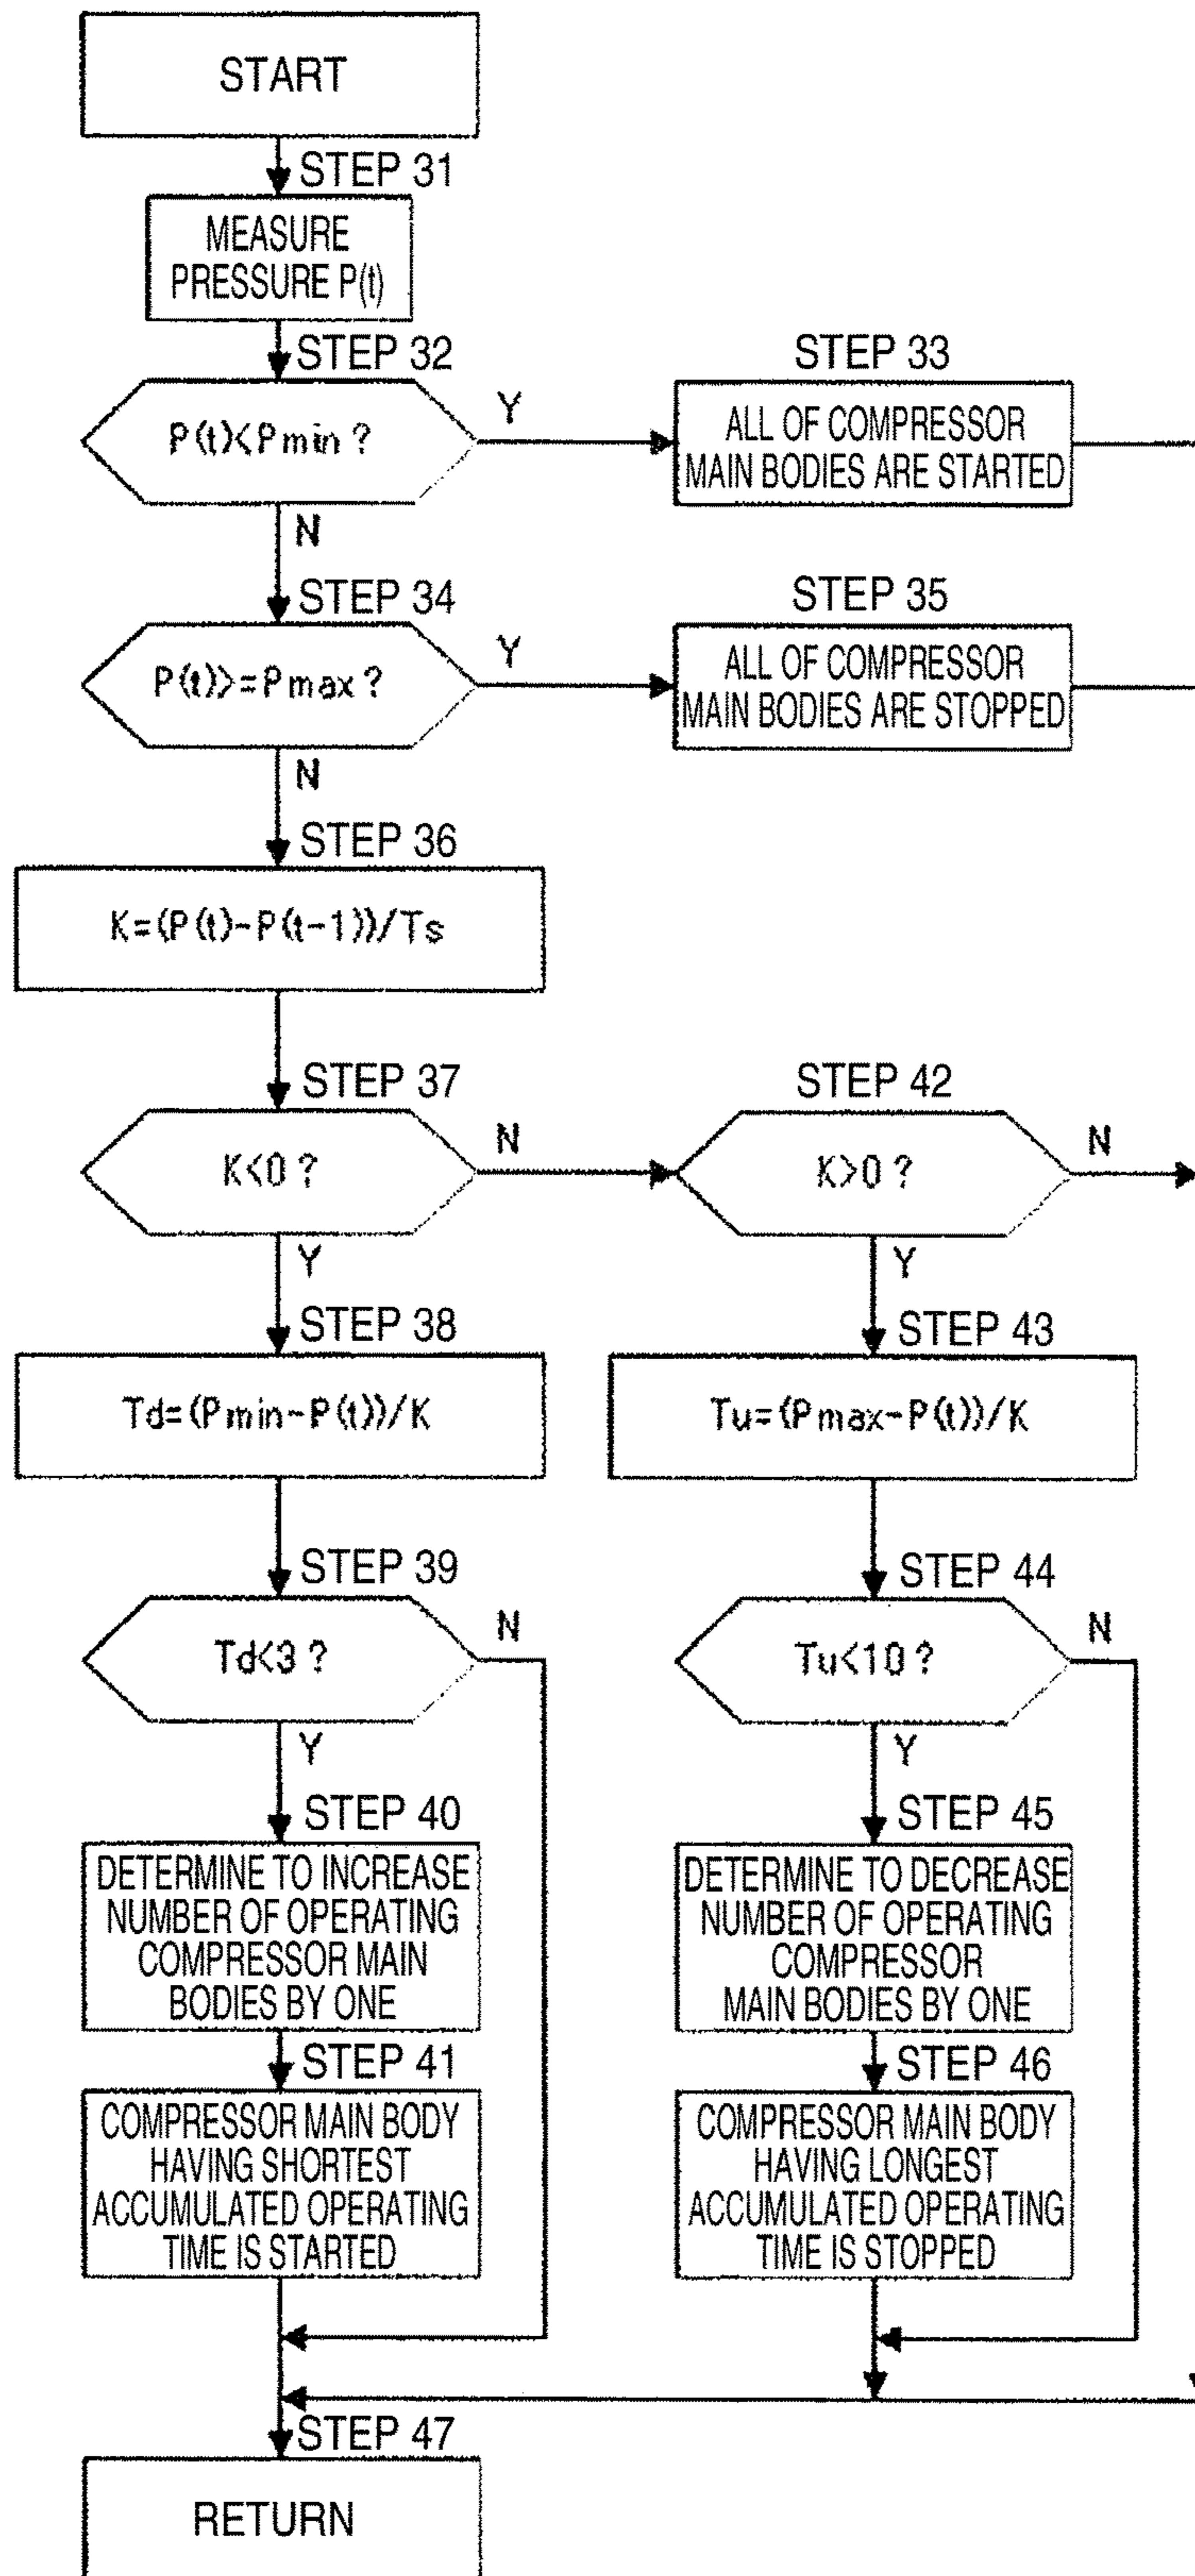 START
STEP 31
MEASURE
PRESSURE P(t)
STEP 32
P(t)<Pmin ?
Y
N
STEP 33
ALL OF COMPRESSOR
MAIN BODIES ARE STARTED
STEP 34
P(t)>=Pmax ?
Y
N
STEP 35
ALL OF COMPRESSOR
MAIN BODIES ARE STOPPED
STEP 36
K=(P(t)-P(t-1))/Ts
STEP 37
K<0 ?
N
Y
STEP 42
K>0 ?
N
Y
STEP 38
Td=(Pmin-P(t))/K
STEP 43
Tu=(Pmax-P(t))/K
STEP 39
Td<3 ?
N
Y
STEP 44
Tu<10 ?
N
Y
STEP 40
DETERMINE TO INCREASE
NUMBER OF OPERATING
COMPRESSOR MAIN
BODIES BY ONE
STEP 45
DETERMINE TO DECREASE
NUMBER OF OPERATING
COMPRESSOR
MAIN BODIES BY ONE
STEP 41
COMPRESSOR MAIN BODY
HAVING SHORTEST
ACCUMULATED OPERATING
TIME IS STARTED
STEP 46
COMPRESSOR MAIN BODY
HAVING LONGEST
ACCUMULATED OPERATING
TIME IS STOPPED
STEP 47
RETURN